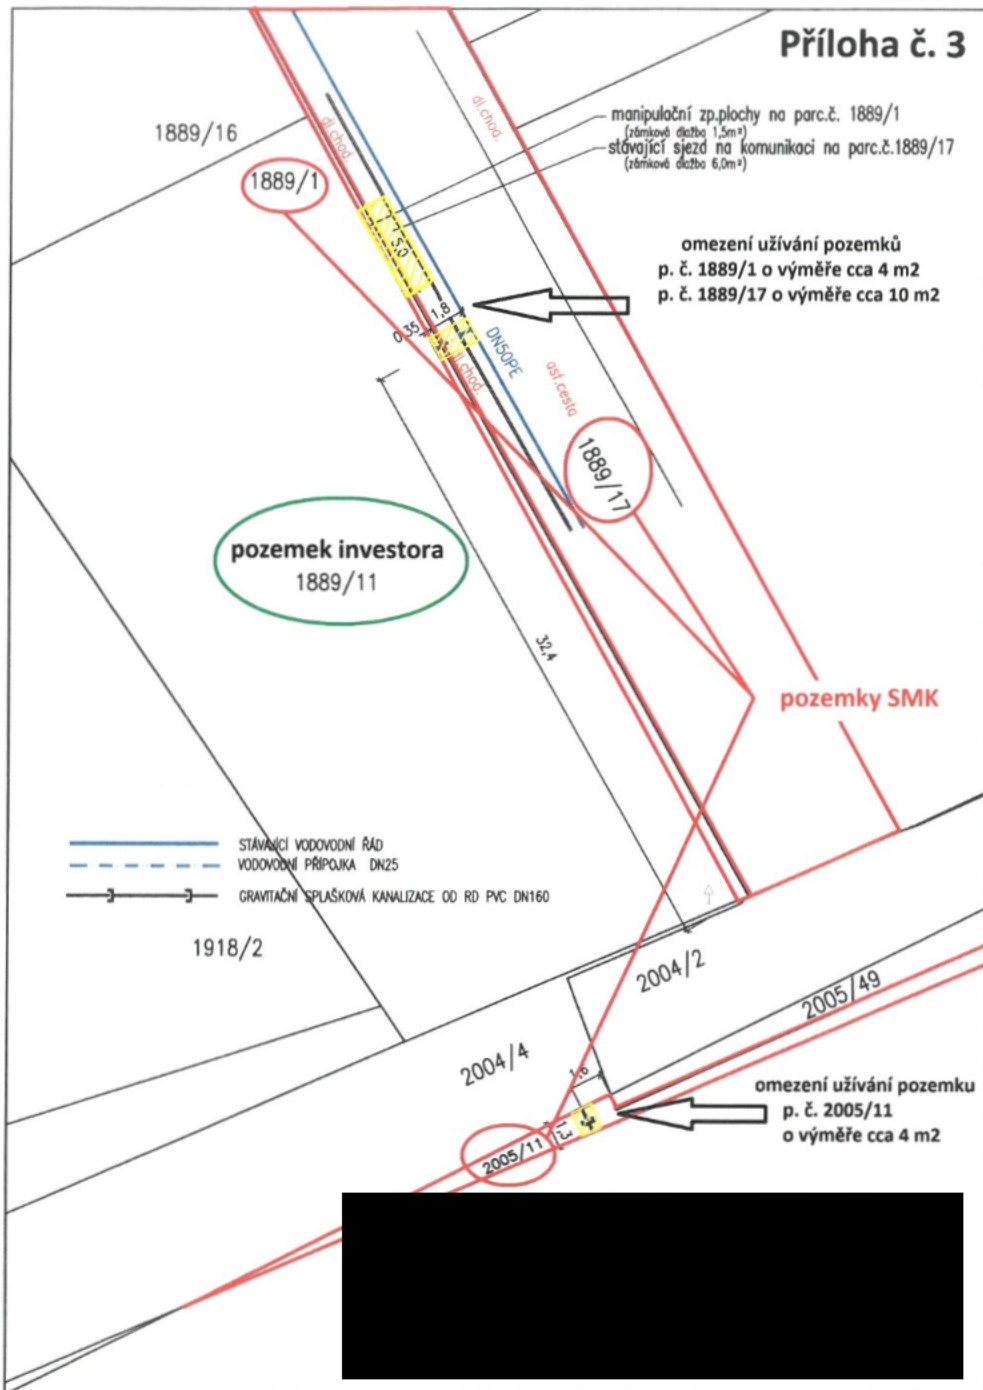 Příloha č. 3
manipulační zp.plochy na parc.č. 1889/1
(zámková dlažba 1,5m²)
stávající sjezd na komunikaci na parc.č.1889/17
(zámková dlažba 6,0m²)
1889/16
dl.chod.
dl.chod.
1889/1
5,0
omezení užívání pozemků
p. č. 1889/1 o výměře cca 4 m2
p. č. 1889/17 o výměře cca 10 m2
1,8
0,35
DN50PE
dl.chod.
asf.cesta
1889/17
pozemek investora
1889/11
32,4
pozemky SMK
STÁVAJÍCÍ VODOVODNÍ ŘÁD
VODOVODNÍ PŘÍPOJKA DN25
GRAVITAČNÍ SPLAŠKOVÁ KANALIZACE OD RD PVC DN160
1918/2
2004/2
2005/49
2004/4
1,6
omezení užívání pozemku
p. č. 2005/11
o výměře cca 4 m2
1,3
2005/11